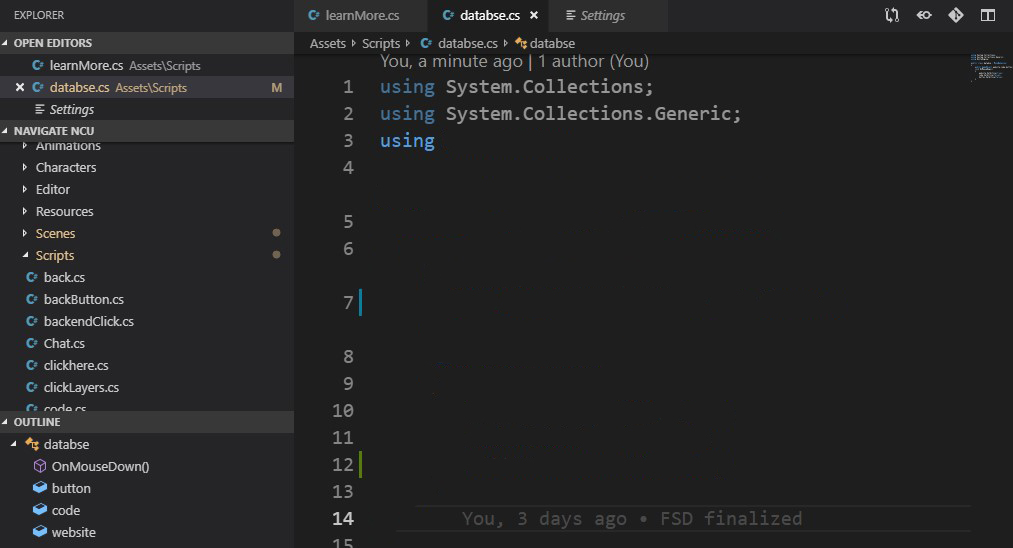 EXPLORER
OPEN EDITORS
learnMore.cs Assets\Scripts
databse.cs Assets\Scripts M
Settings
NAVIGATE NCU
Animations
Characters
Editor
Resources
Scenes
Scripts
back.cs
backButton.cs
backendClick.cs
Chat.cs
clickhere.cs
clickLayers.cs
code.cs
OUTLINE
databse
OnMouseDown()
button
code
website
learnMore.cs databse.cs Settings
Assets Scripts databse.cs databse
You, a minute ago | 1 author (You)
1 using System.Collections;
2 using System.Collections.Generic;
3 using
4
5
6
7
8
9
10
11
12
13
14 You, 3 days ago • FSD finalized
15